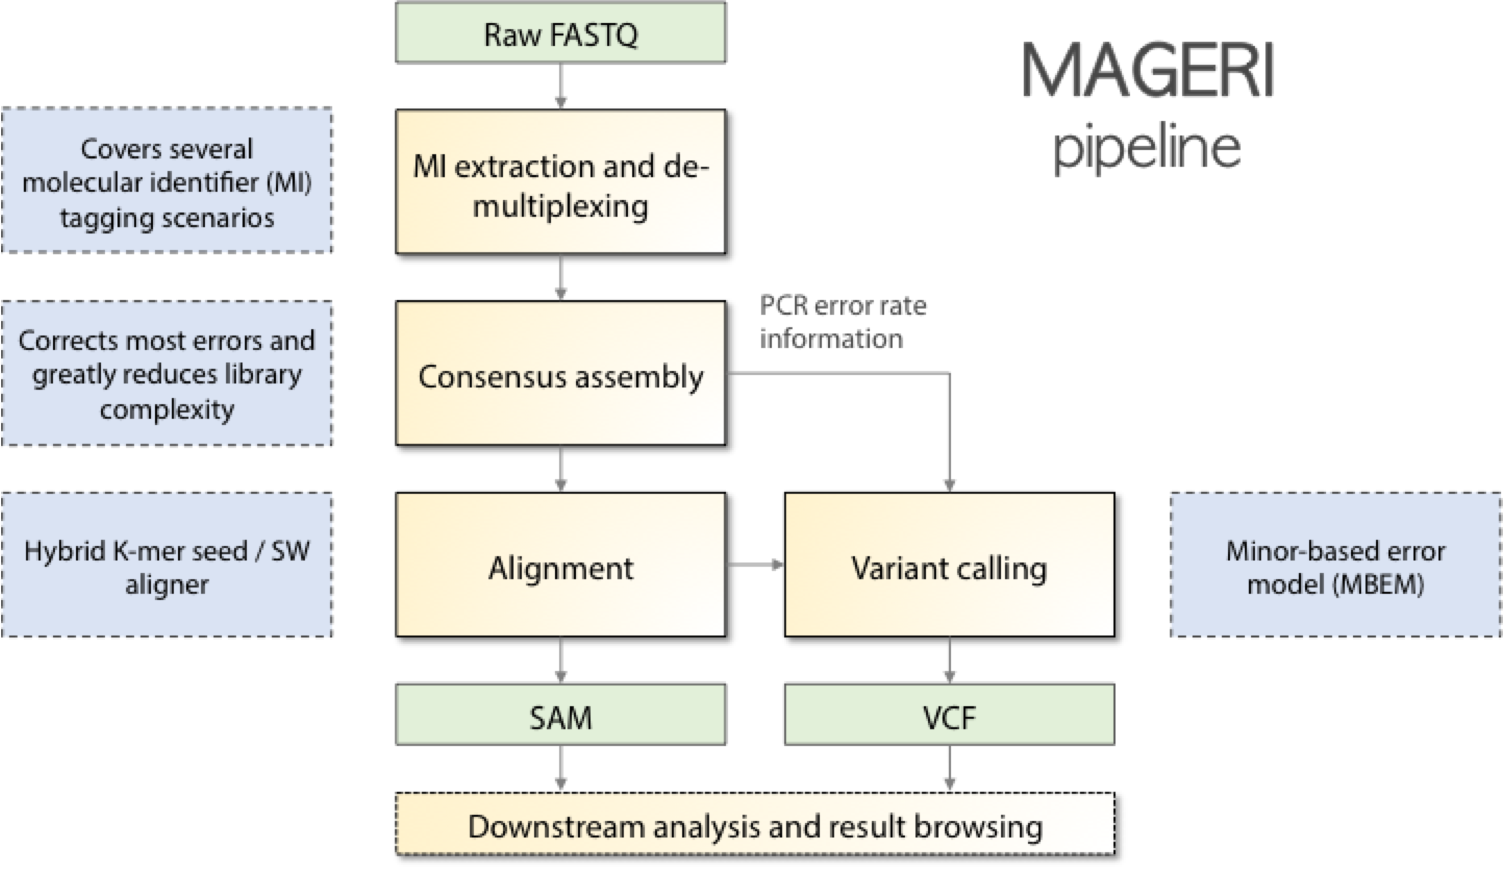 Raw FASTQ
MAGERI
pipeline
Covers several
molecular identifier (MI)
tagging scenarios
MI extraction and de-
multiplexing
Corrects most errors and
greatly reduces library
complexity
Consensus assembly
PCR error rate
information
Hybrid K-mer seed / SW
aligner
Alignment
Variant calling
Minor-based error
model (MBEM)
SAM
VCF
Downstream analysis and result browsing